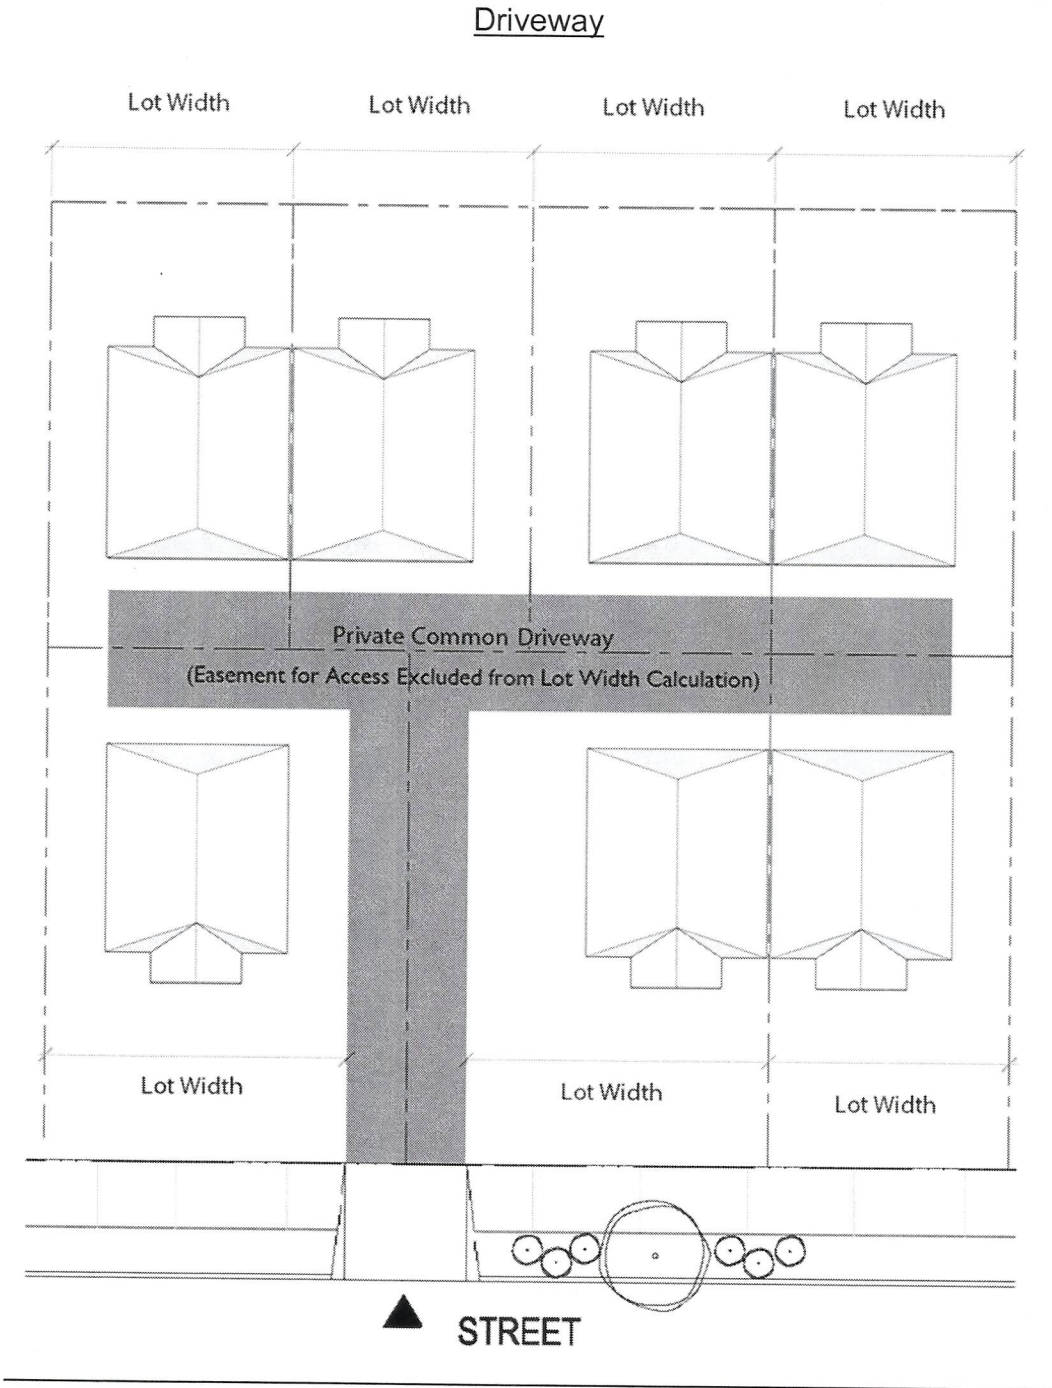 Driveway
Lot Width
Lot Width
Lot Width
Lot Width
Private Common Driveway
(Easement for Access Excluded from Lot Width Calculation)
Lot Width
Lot Width
Lot Width
STREET